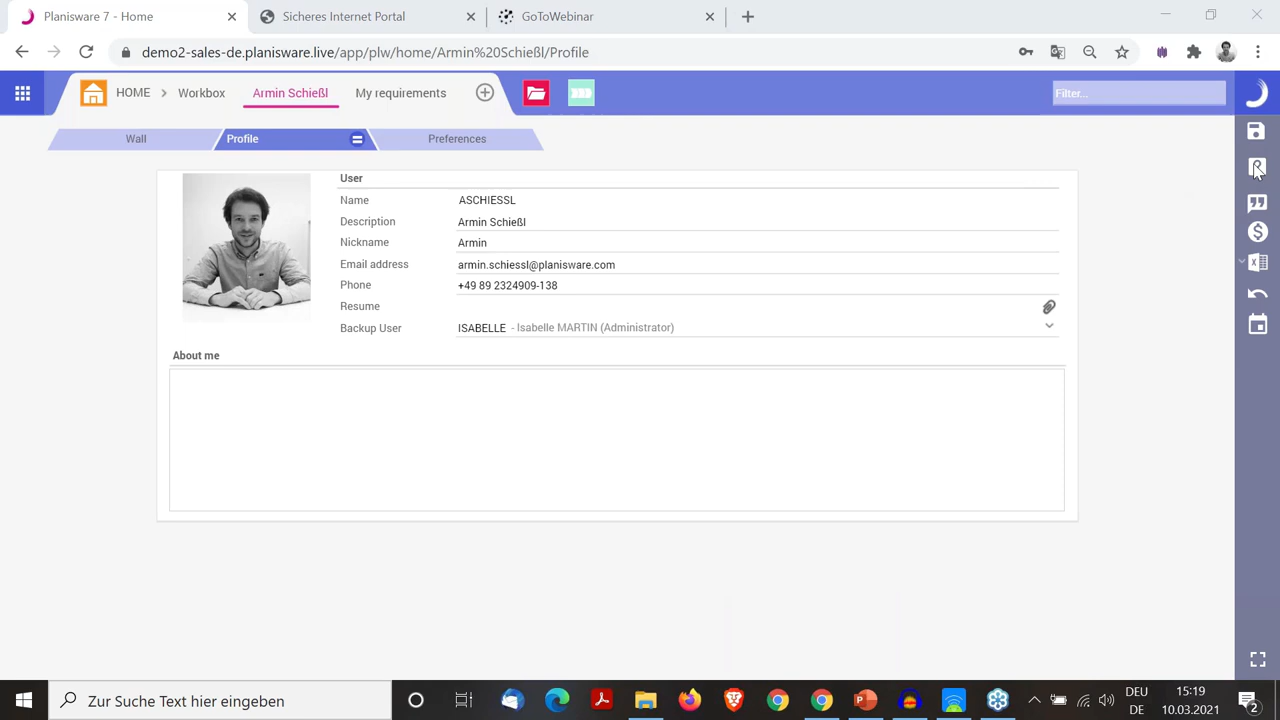 Planisware 7 - Home
Sicheres Internet Portal
GoToWebinar
demo2-sales-de.planisware.live/app/plw/home/Armin%20Schießl/Profile
HOME
Workbox
Armin Schießl
My requirements
Filter...
Wall
Profile
Preferences
User
Name ASCHIESSL
Description Armin Schießl
Nickname Armin
Email address armin.schiessl@planisware.com
Phone +49 89 2324909-138
Resume
Backup User ISABELLE - Isabelle MARTIN (Administrator)
About me
Zur Suche Text hier eingeben
DEU
DE
15:19
10.03.2021
2